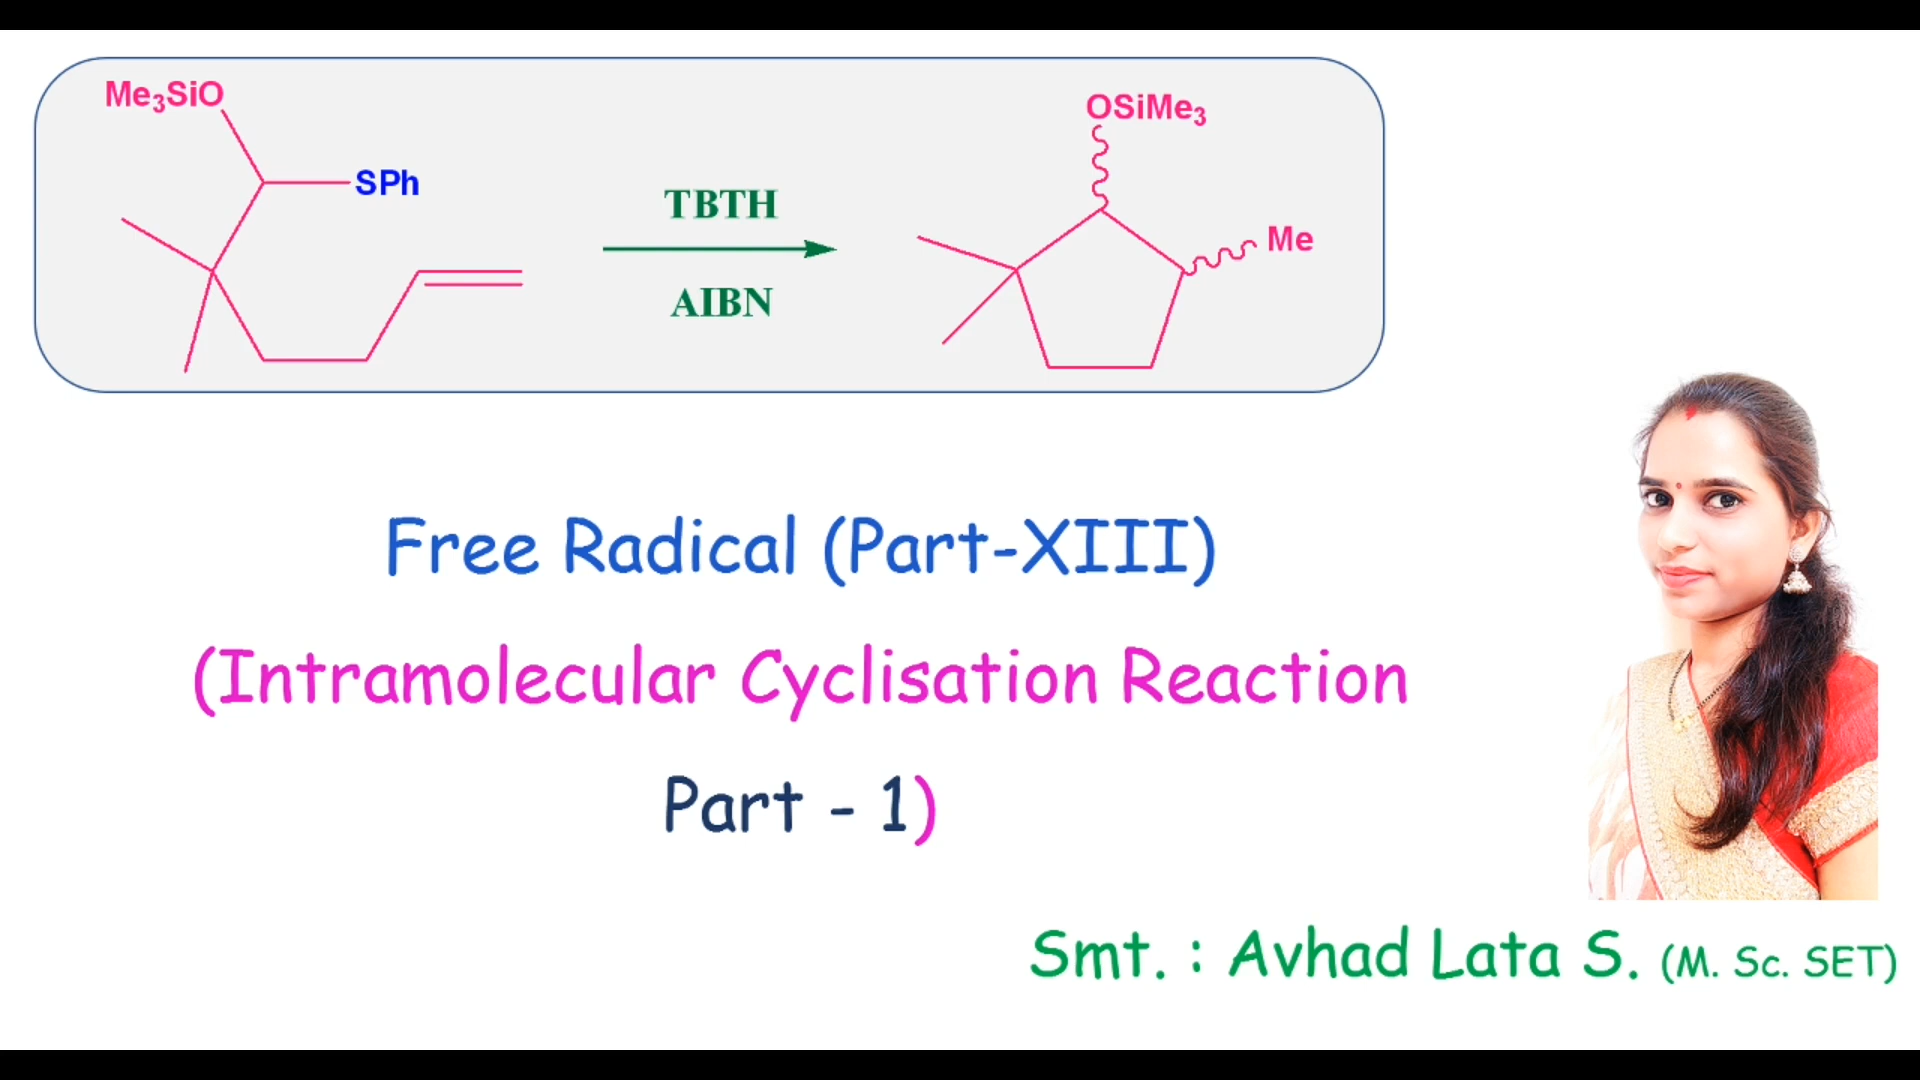 Me₃SiO
SPh
TBTH
AIBN
OSiMe₃
Me
Free Radical (Part-XIII)
(Intramolecular Cyclisation Reaction
Part - 1)
Smt. : Avhad Lata S. (M. Sc. SET)